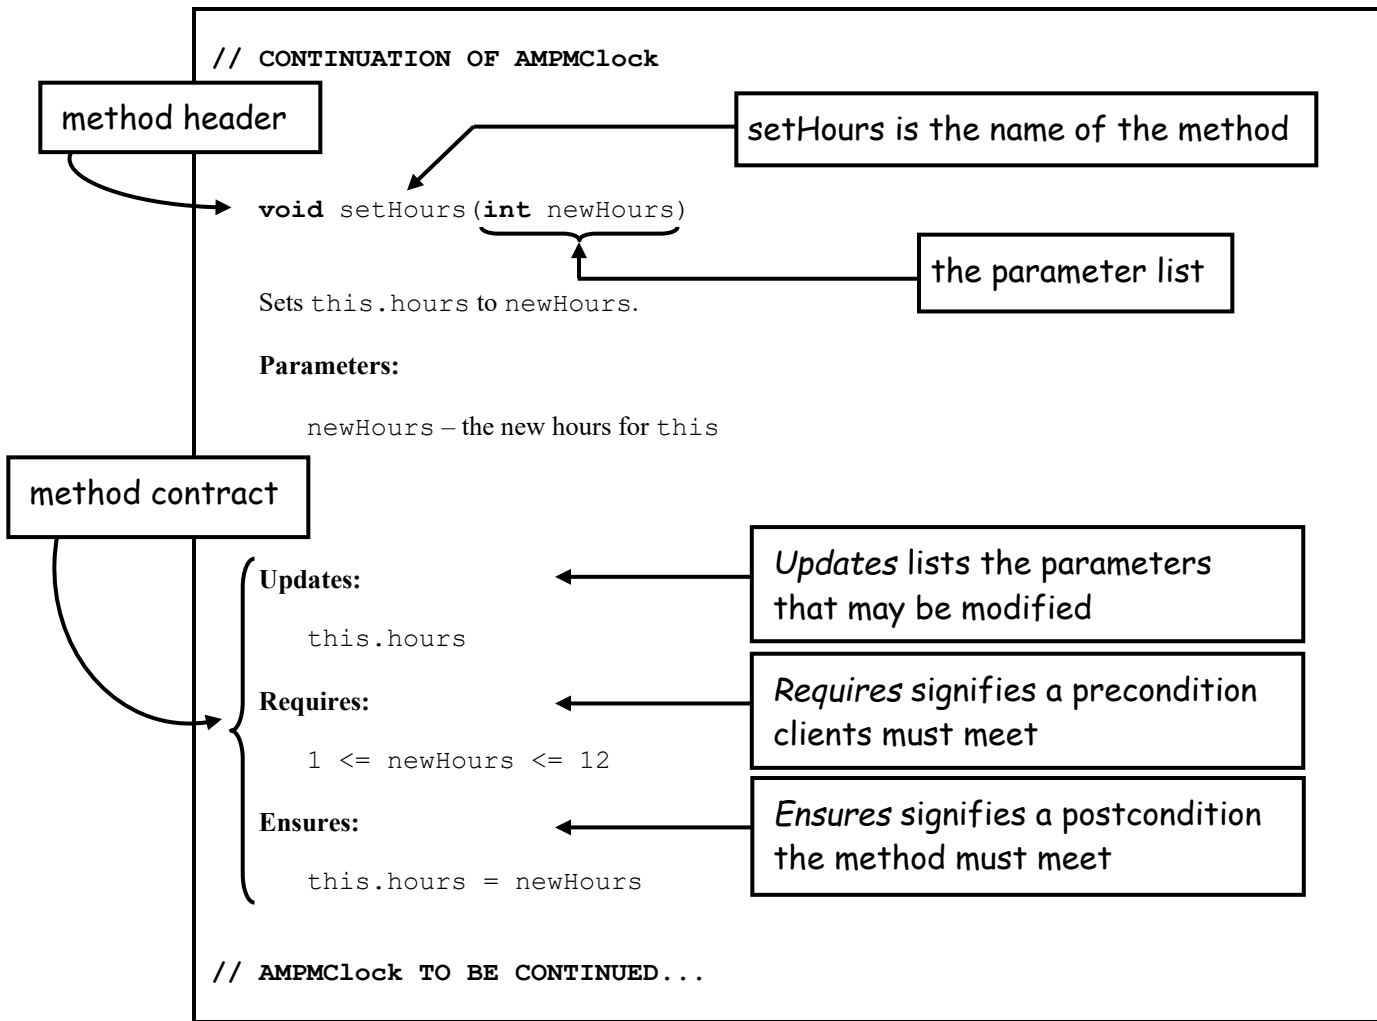 // CONTINUATION OF AMPMClock
method header
setHours is the name of the method
void setHours(int newHours)
the parameter list
Sets this.hours to newHours.
Parameters:
newHours – the new hours for this
method contract
Updates:
Updates lists the parameters
that may be modified
this.hours
Requires:
Requires signifies a precondition
clients must meet
1 <= newHours <= 12
Ensures:
Ensures signifies a postcondition
the method must meet
this.hours = newHours
// AMPMClock TO BE CONTINUED...